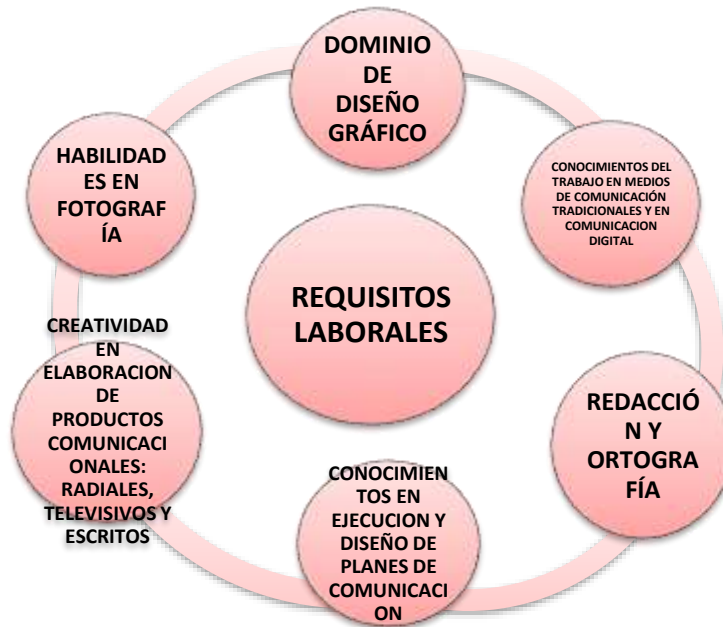 DOMINIO
DE
DISEÑO
GRÁFICO
CONOCIMIENTOS DEL
TRABAJO EN MEDIOS
DE COMUNICACIÓN
TRADICIONALES Y EN
COMUNICACION
DIGITAL
REDACCIÓ
N Y
ORTOGRA
FÍA
CONOCIMIEN
TOS EN
EJECUCION Y
DISEÑO DE
PLANES DE
COMUNICACI
ON
CREATIVIDAD
EN
ELABORACION
DE
PRODUCTOS
COMUNICACI
ONALES:
RADIALES,
TELEVISIVOS Y
ESCRITOS
HABILIDAD
ES EN
FOTOGRAF
ÍA
REQUISITOS
LABORALES